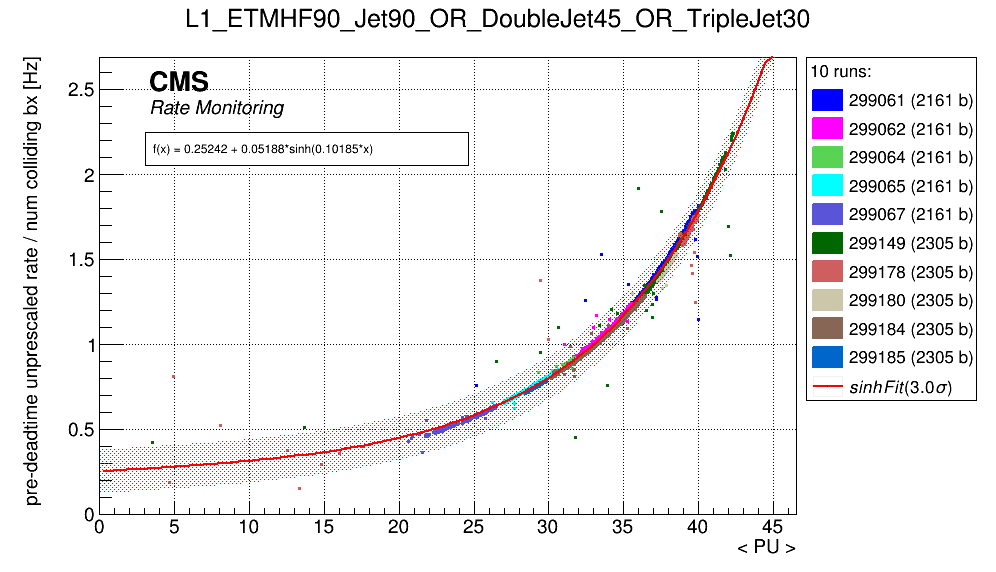 L1_ETMHF90_Jet90_OR_DoubleJet45_OR_TripleJet30
pre-deadtime unprescaled rate / num colliding bx [Hz]
CMS
Rate Monitoring
f(x) = 0.25242 + 0.05188*sinh(0.10185*x)
2.5
2
1.5
1
0.5
0
0 5 10 15 20 25 30 35 40 45
< PU >
10 runs:
299061 (2161 b)
299062 (2161 b)
299064 (2161 b)
299065 (2161 b)
299067 (2161 b)
299149 (2305 b)
299178 (2305 b)
299180 (2305 b)
299184 (2305 b)
299185 (2305 b)
sinhFit(3.0σ)